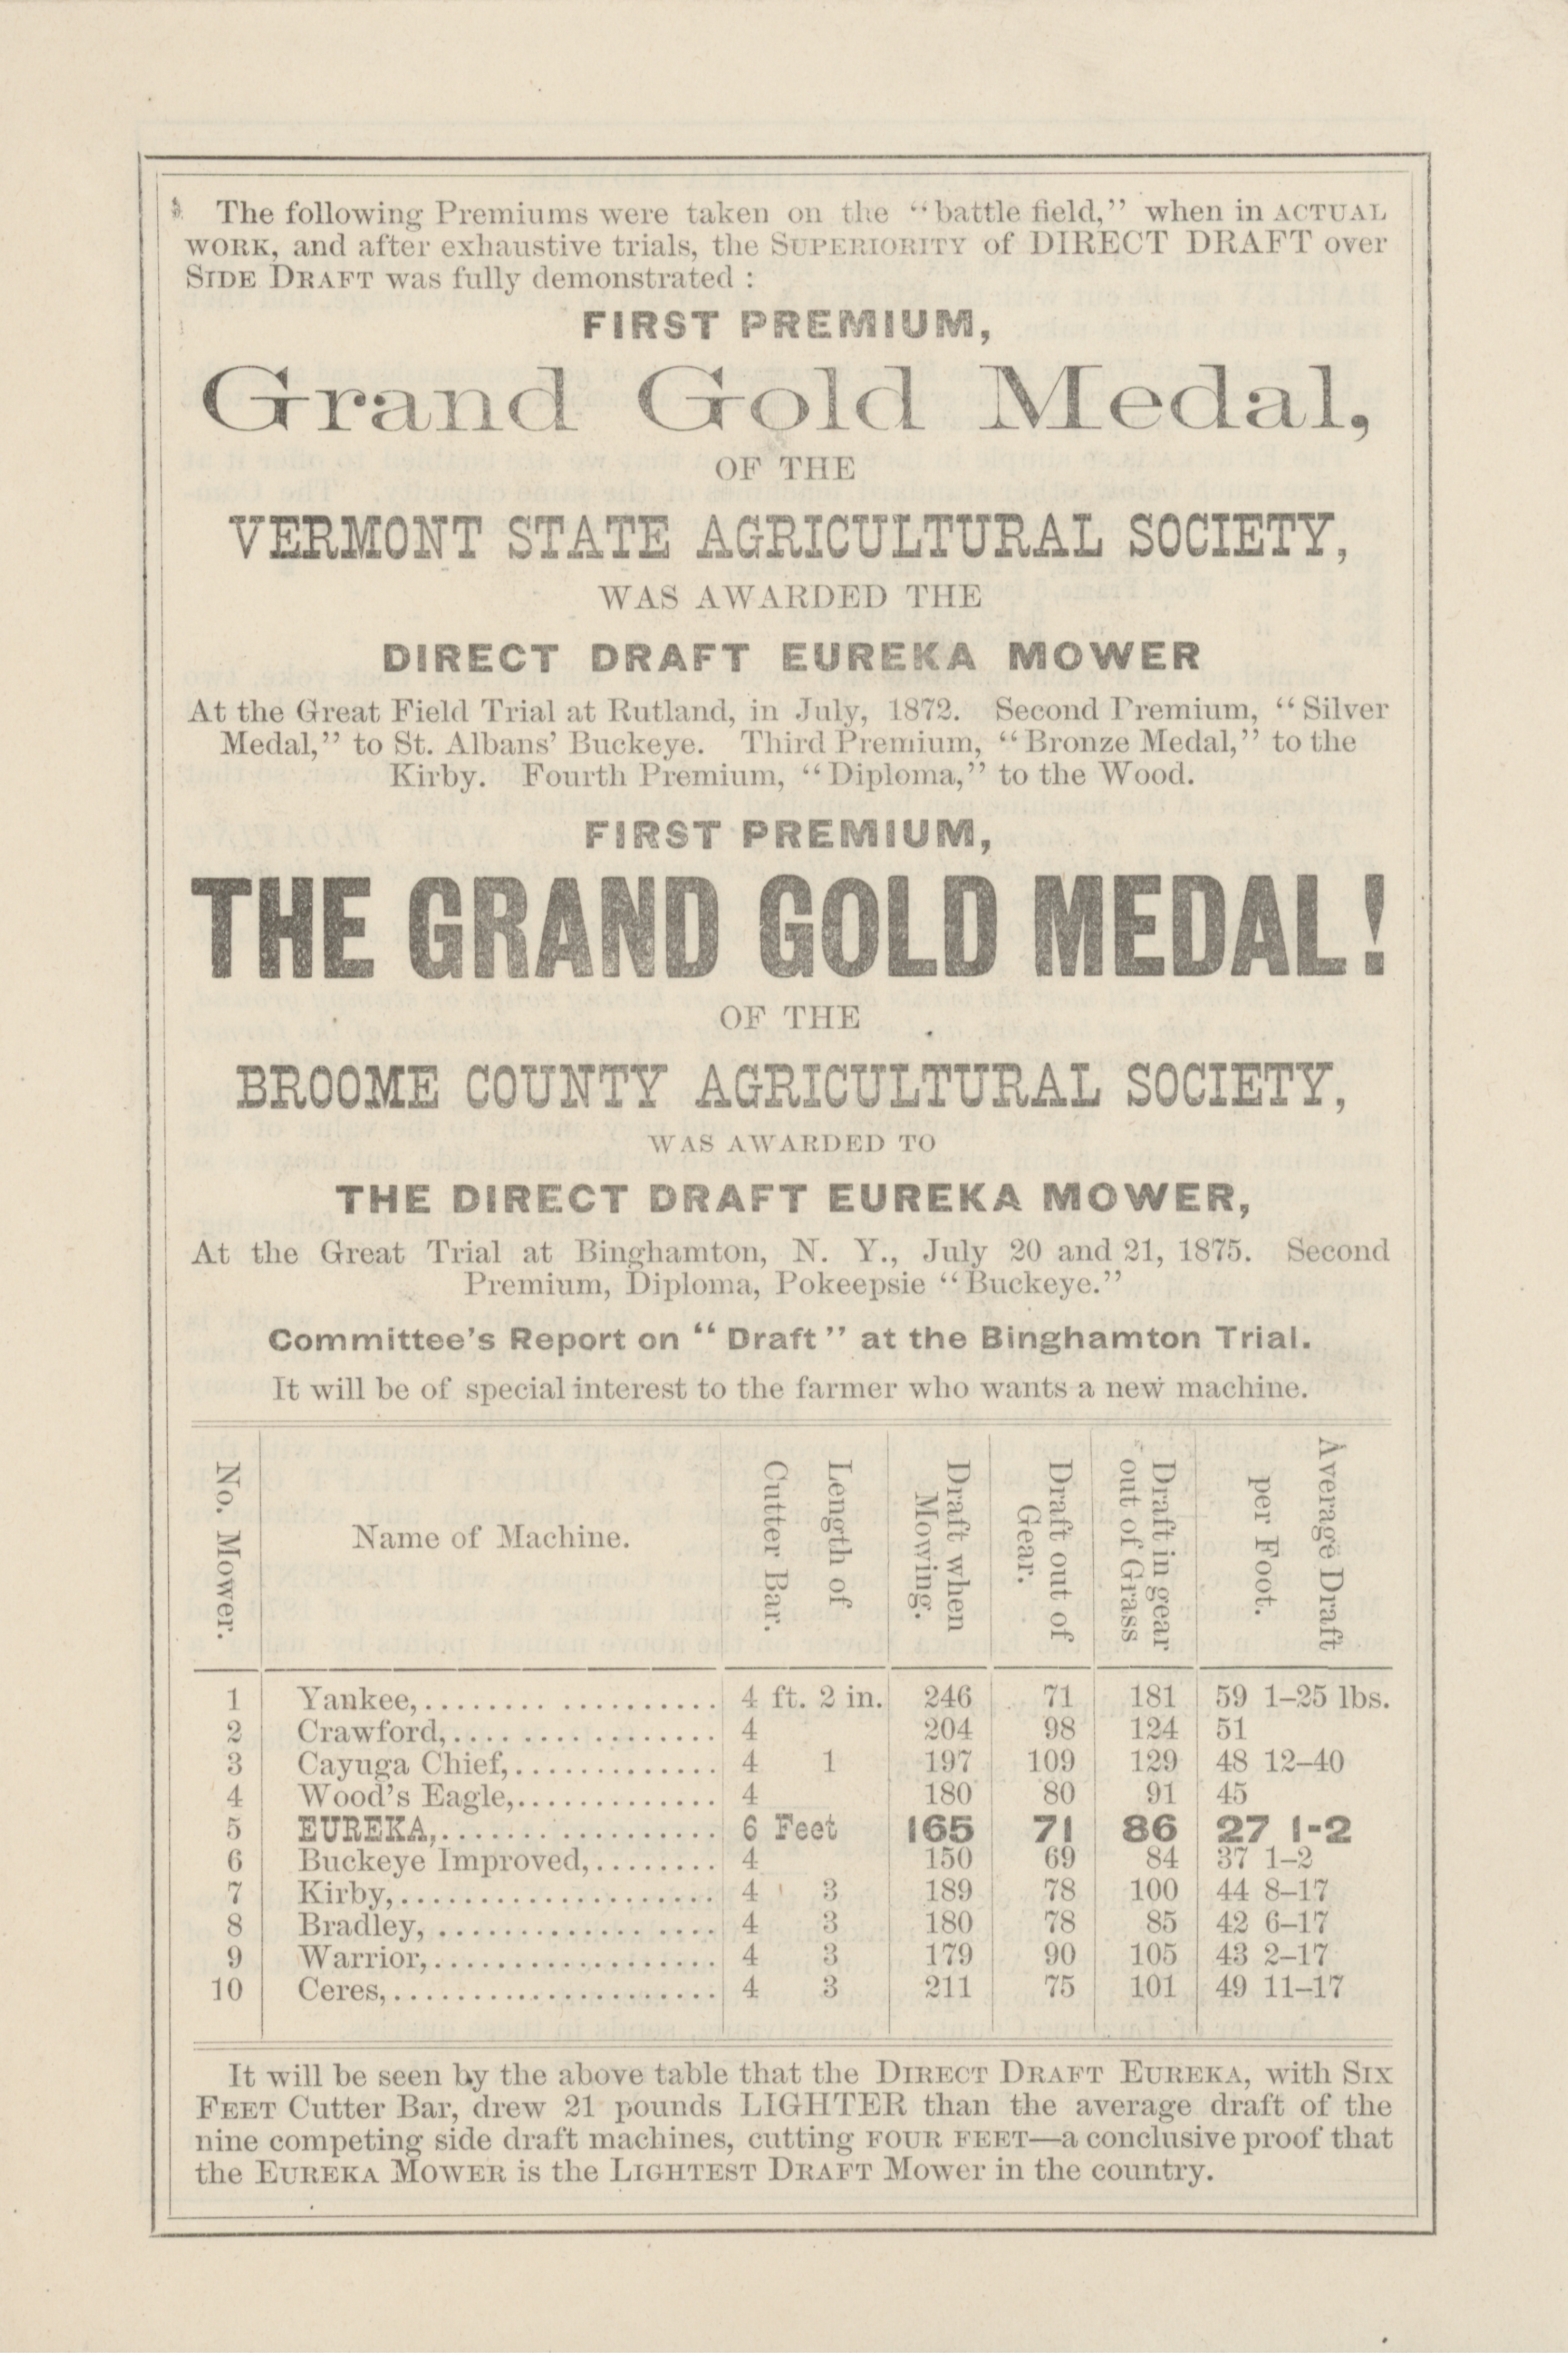 The following Premiums were taken on the “battle field,” when in ACTUAL
WORK, and after exhaustive trials, the SUPERIORITY of DIRECT DRAFT over
SIDE DRAFT was fully demonstrated :
FIRST PREMIUM,
Grand Gold Medal,
OF THE
VERMONT STATE AGRICULTURAL SOCIETY,
WAS AWARDED THE
DIRECT DRAFT EUREKA MOWER
At the Great Field Trial at Rutland, in July, 1872. Second Premium, “Silver
Medal,” to St. Albans’ Buckeye. Third Premium, “Bronze Medal,” to the
Kirby. Fourth Premium, “Diploma,” to the Wood.
FIRST PREMIUM,
THE GRAND GOLD MEDAL!
OF THE
BROOME COUNTY AGRICULTURAL SOCIETY,
WAS AWARDED TO
THE DIRECT DRAFT EUREKA MOWER,
At the Great Trial at Binghamton, N. Y., July 20 and 21, 1875. Second
Premium, Diploma, Pokeepsie “Buckeye.”
Committee’s Report on “Draft” at the Binghamton Trial.
It will be of special interest to the farmer who wants a new machine.
No. Mower. Name of Machine. Length of Cutter Bar. Draft when Mowing. Draft out of Gear. Draft in gear out of Grass Average Draft per Foot.
1 Yankee,........ .................. 4 ft. 2 in. 246 71 181 59 1–25 lbs.
2 Crawford,.... ................ 4 204 98 124 51
3 Cayuga Chief,............. 4 1 197 109 129 48 12–40
4 Wood’s Eagle,............. 4 180 80 91 45
5 EUREKA,........ ................ 6 Feet 165 71 86 27 1-2
6 Buckeye Improved,........ 4 150 69 84 37 1–2
7 Kirby,..................... 4 3 189 78 100 44 8–17
8 Bradley, .............. .... 4 3 180 78 85 42 6–17
9 Warrior,................... 4 3 179 90 105 43 2–17
10 Ceres,...................... 4 3 211 75 101 49 11–17
It will be seen by the above table that the DIRECT DRAFT EUREKA, with SIX
FEET Cutter Bar, drew 21 pounds LIGHTER than the average draft of the
nine competing side draft machines, cutting FOUR FEET—a conclusive proof that
the EUREKA MOWER is the LIGHTEST DRAFT Mower in the country.